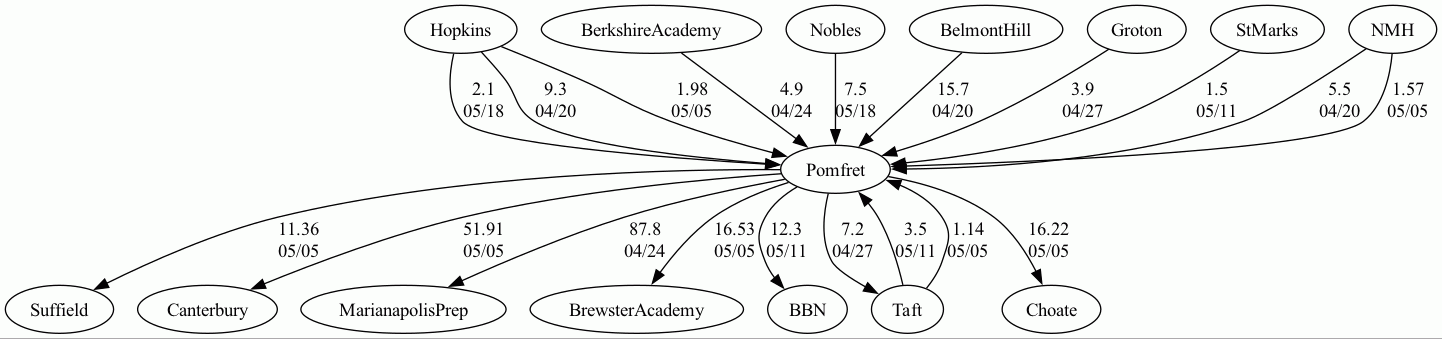 Hopkins
BerkshireAcademy
Nobles
BelmontHill
Groton
StMarks
NMH
2.1
05/18
9.3
04/20
1.98
05/05
4.9
04/24
7.5
05/18
15.7
04/20
3.9
04/27
1.5
05/11
5.5
04/20
1.57
05/05
Pomfret
11.36
05/05
51.91
05/05
87.8
04/24
16.53
05/05
12.3
05/11
7.2
04/27
3.5
05/11
1.14
05/05
16.22
05/05
Suffield
Canterbury
MarianapolisPrep
BrewsterAcademy
BBN
Taft
Choate